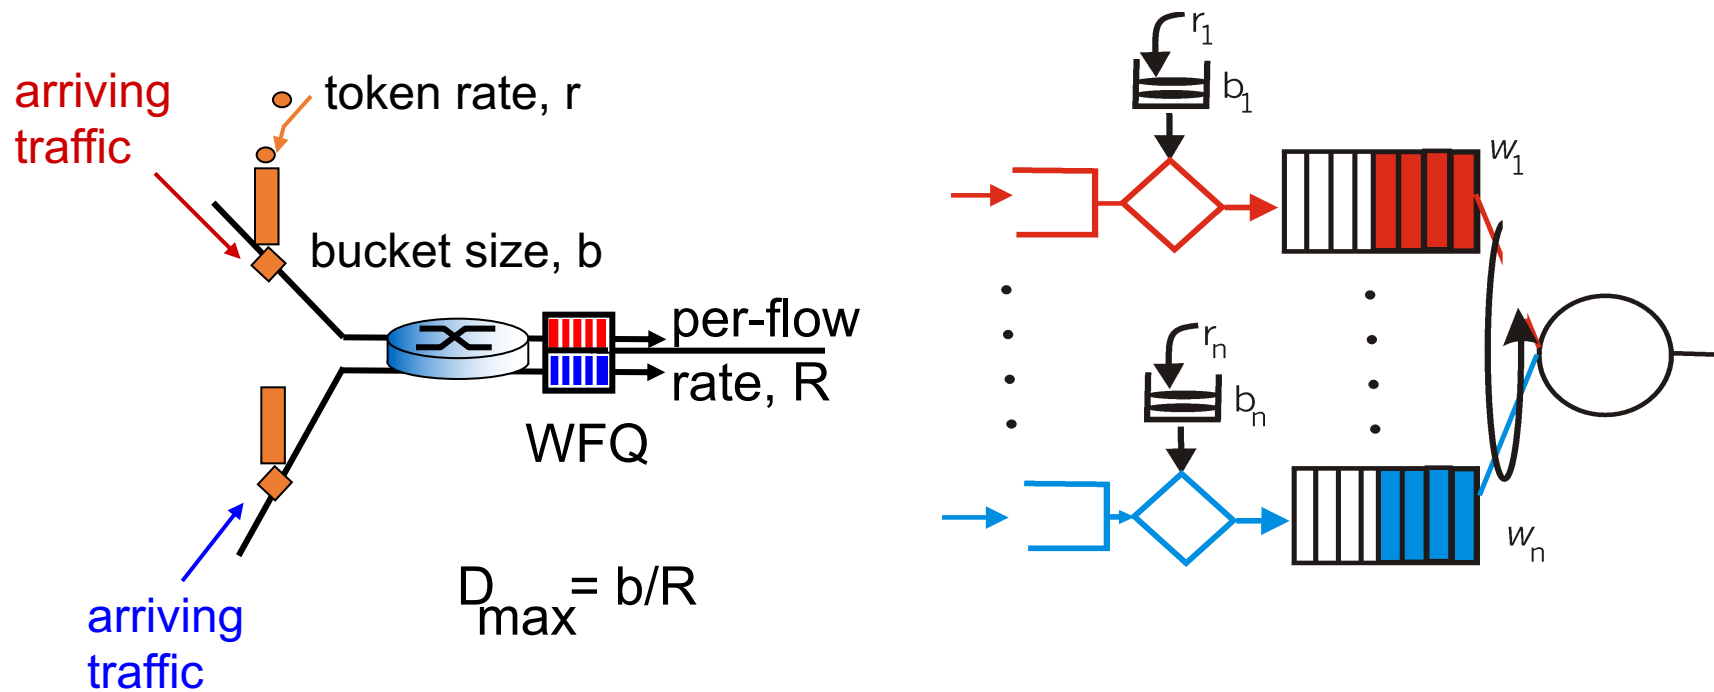 arriving
traffic
token rate, r
bucket size, b
per-flow
rate, R
WFQ
D max = b/R
arriving
traffic
r1
b1
w1
rn
bn
wn